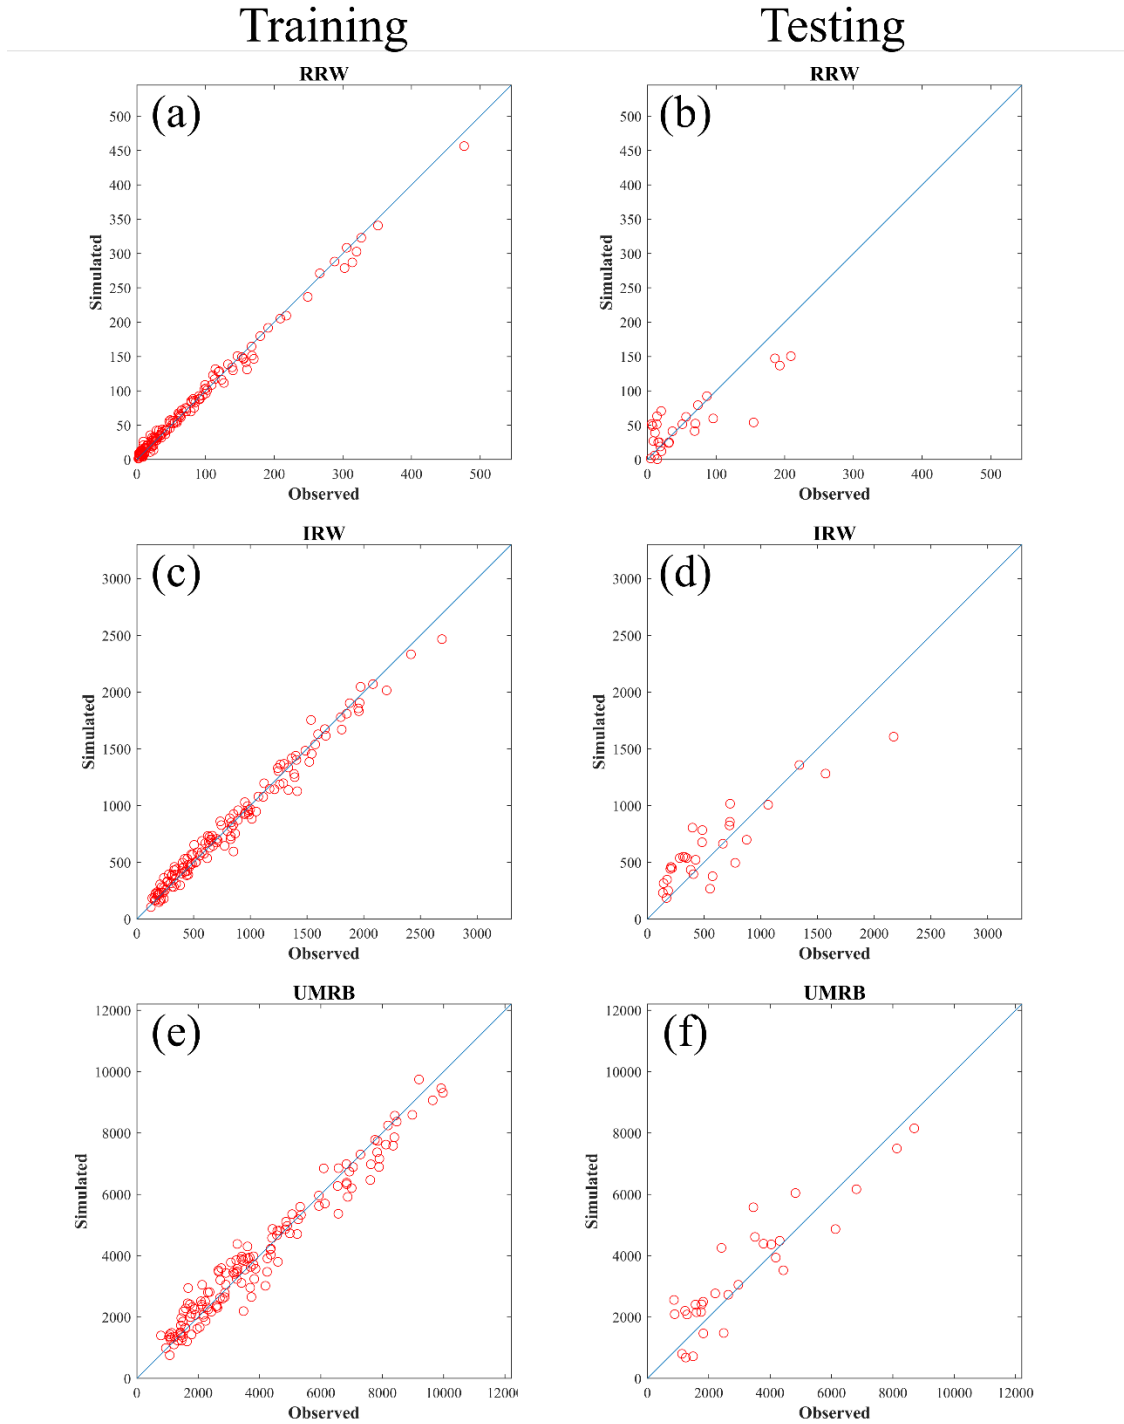 Training Testing
RRW
(a)
500
450
400
350
300
250
200
150
100
50
0
Simulated
0 100 200 300 400 500
Observed
RRW
(b)
500
450
400
350
300
250
200
150
100
50
0
Simulated
0 100 200 300 400 500
Observed
IRW
(c)
3000
2500
2000
1500
1000
500
0
Simulated
0 500 1000 1500 2000 2500 3000
Observed
IRW
(d)
3000
2500
2000
1500
1000
500
0
Simulated
0 500 1000 1500 2000 2500 3000
Observed
UMRB
(e)
12000
10000
8000
6000
4000
2000
0
Simulated
0 2000 4000 6000 8000 10000 1200
Observed
UMRB
(f)
12000
10000
8000
6000
4000
2000
0
Simulated
0 2000 4000 6000 8000 10000 12000
Observed